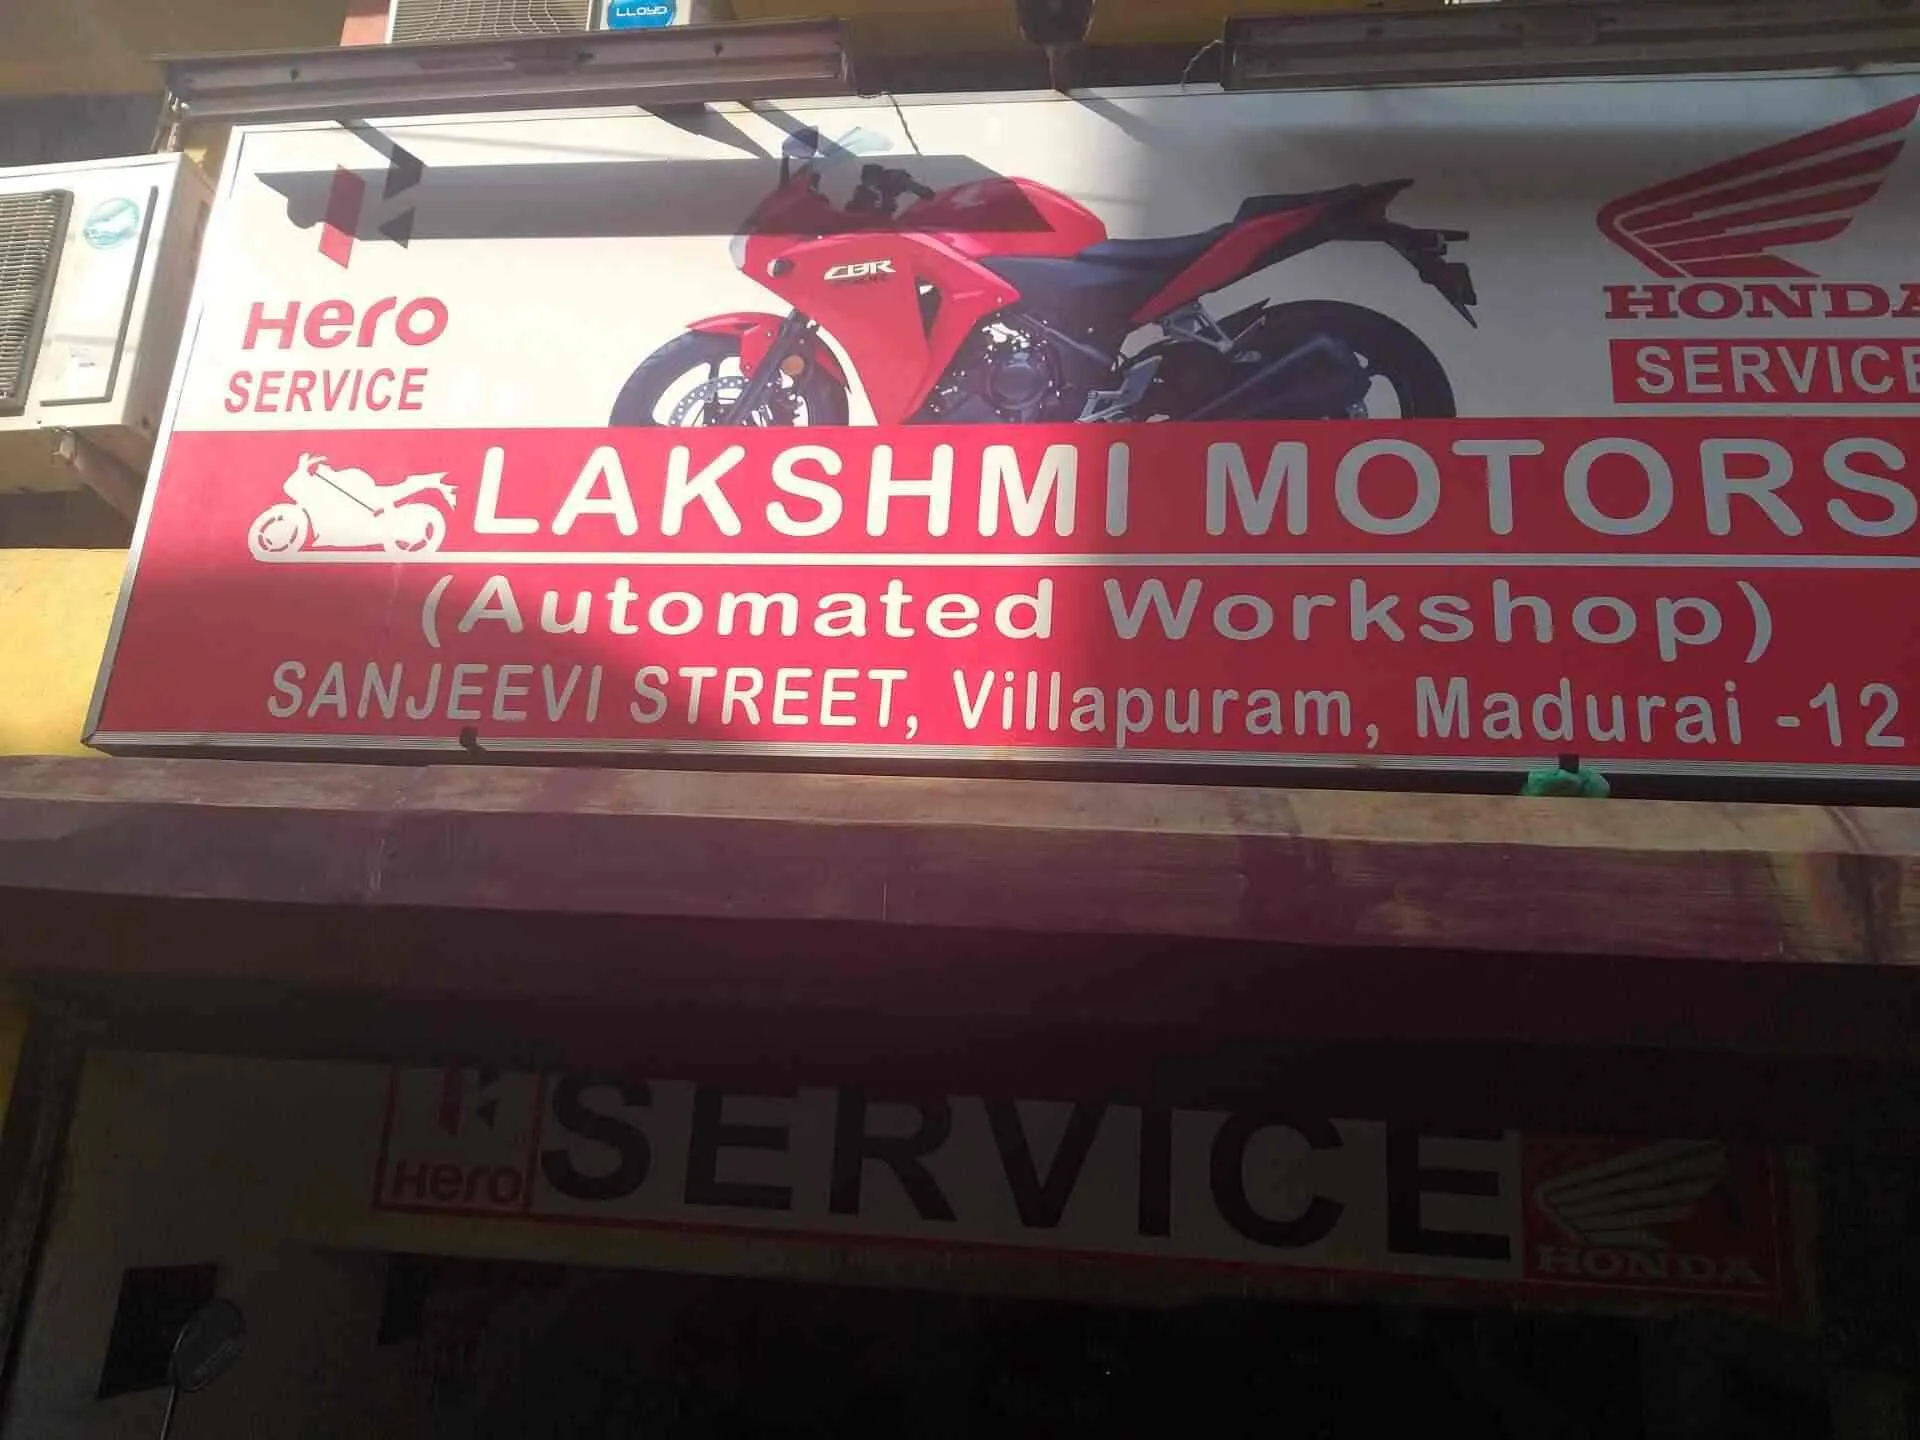 LLOYD
Hero
SERVICE
CBR
HONDA
SERVICE
LAKSHMI MOTORS
(Automated Workshop)
SANJEEVI STREET, Villapuram, Madurai -12
Hero
SERVICE
HONDA